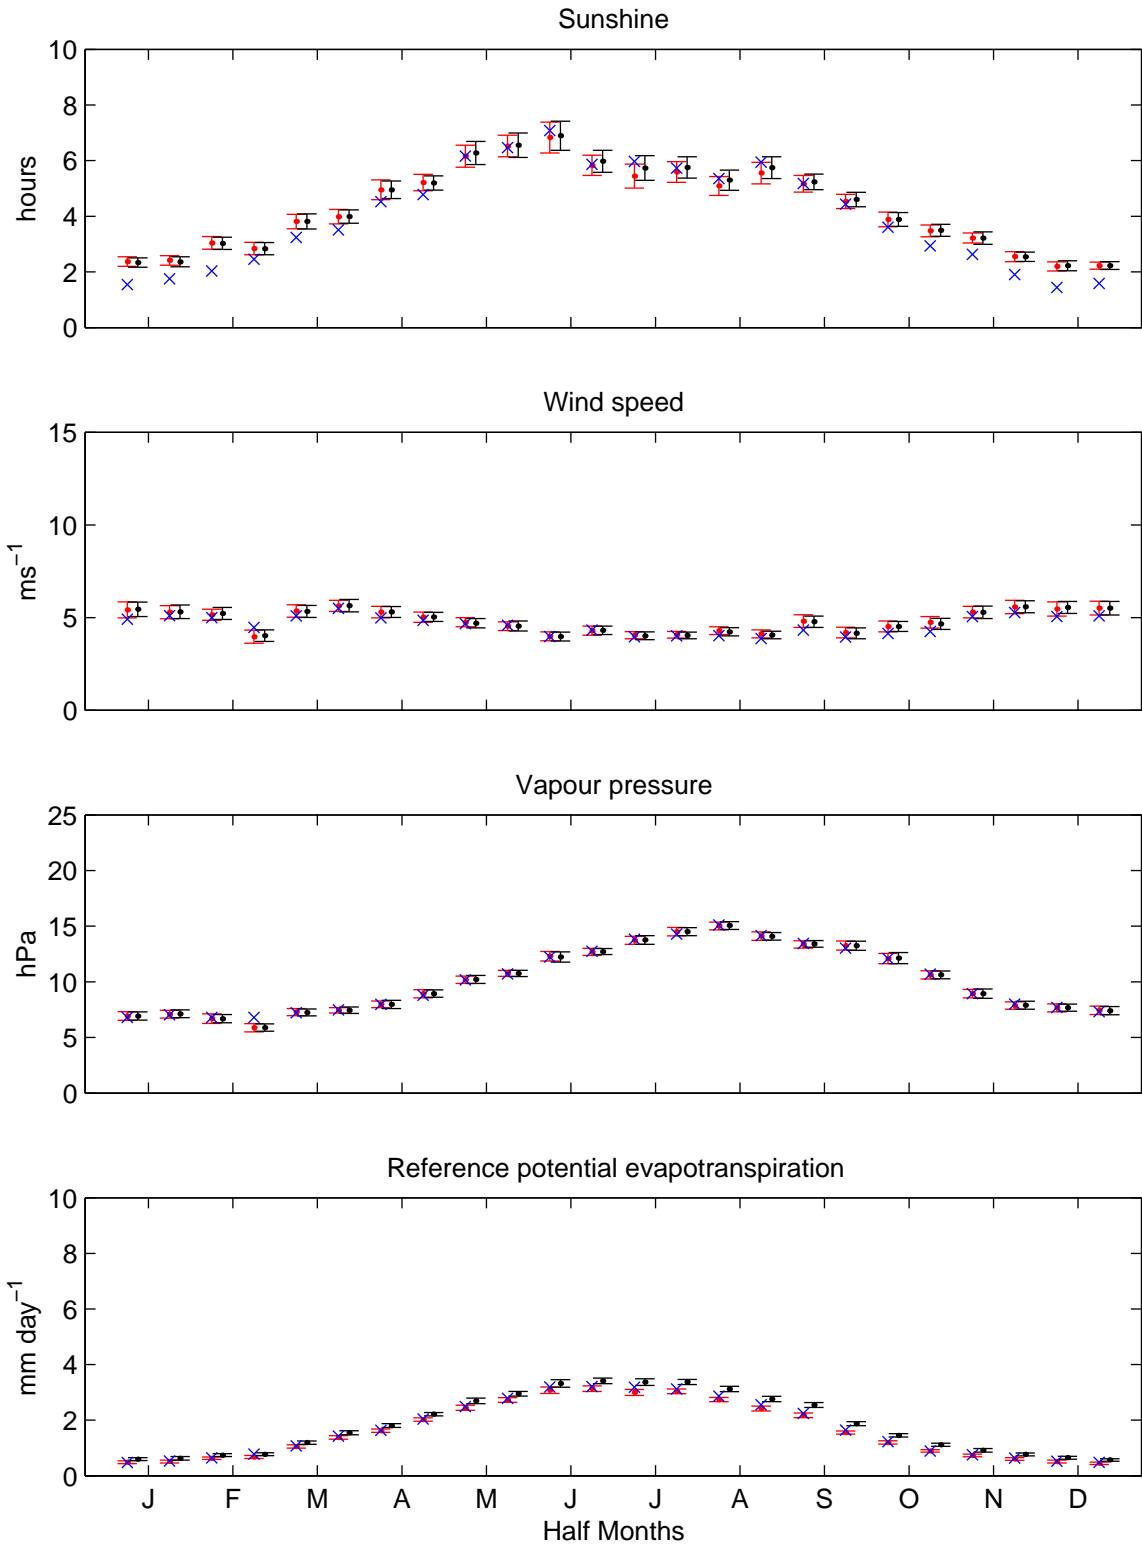 Sunshine
10
8
6
4
2
0
hours
Wind speed
15
10
5
0
ms⁻¹
Vapour pressure
25
20
15
10
5
0
hPa
Reference potential evapotranspiration
10
8
6
4
2
0
mm day⁻¹
J F M A M J J A S O N D
Half Months